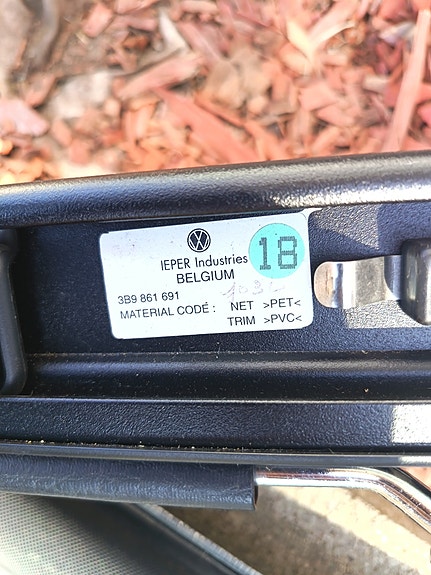 IEPER Industries
BELGIUM
18
3B9 861 691
MATERIAL CODE : NET >PET<
TRIM >PVC<